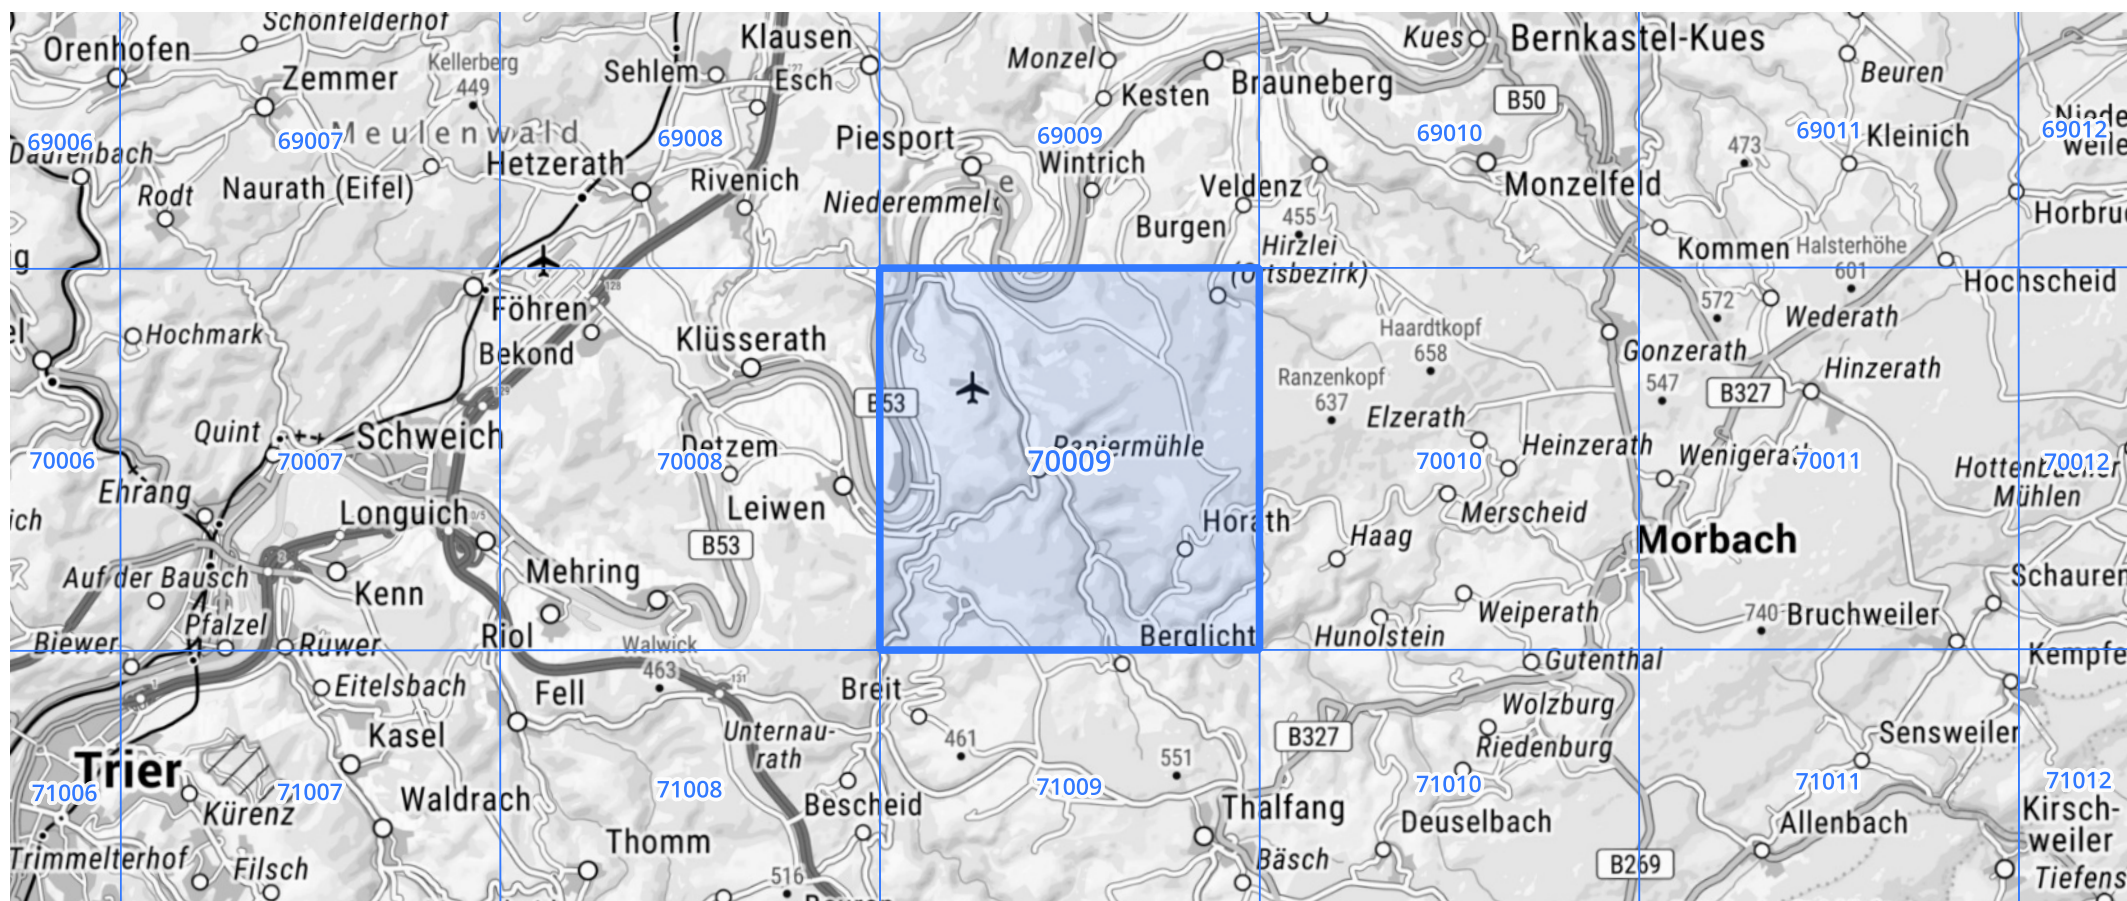 Schönfelderhof
Orenhofen
Klausen
Kues
Bernkastel-Kues
Kellerberg
449
Sehlem
Esch
Monzel
Brauneberg
Beuren
Zemmer
Kesten
B50
69006
69007
Meulenwald
69008
Piesport
69009
69010
473
69011
Kleinich
69012
Daufenbach
Hetzerath
Wintrich
Rodt
Naurath (Eifel)
Rivenich
Niederemmel
Veldenz
Monzelfeld
Burgen
455
Hirzlei
(Ortsbezirk)
Kommen
Halsterhöhe
601
Hochscheid
Föhren
128
572
Wederath
Hochmark
Klüsserath
Haardtkopf
658
Bekond
Gonzerath
Hinzerath
Ranzenkopf
637
547
B327
B53
129
Elzerath
Quint
Schweich
Detzem
Papiermühle
Heinzerath
Wenigerath
70006
70007
70008
70009
70010
70011
70012
Mühlen
Ehrang
Leiwen
Longuich
Merscheid
Horath
Haag
B53
Morbach
Auf der Bausch
Mehring
Kenn
Weiperath
740
Bruchweiler
Pfalzel
Biewer
Ruwer
Riol
Walwick
463
Berglicht
Hunolstein
Gutenthal
Eitelsbach
Fell
131
Breit
Wolzburg
Unternau-
rath
461
551
B327
Riedenburg
Sensweiler
Kasel
Trier
71006
71007
71008
71009
71010
71011
71012
Kürenz
Waldrach
Bescheid
Thalfang
Deuselbach
Allenbach
Kirsch-
weiler
Thomm
Trimmelterhof
Filsch
516
Bäsch
B269